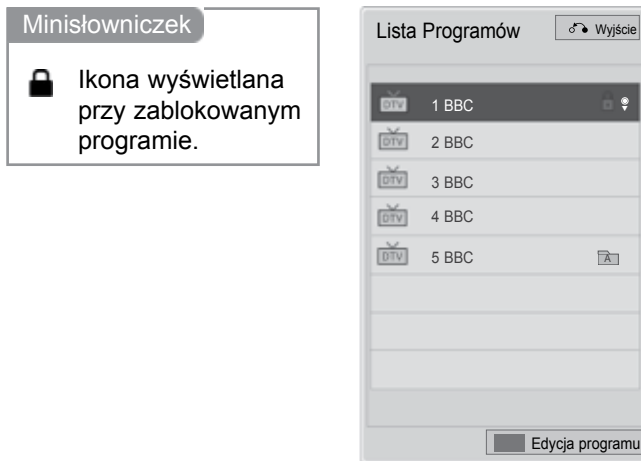 Minisłowniczek
Ikona wyświetlana
przy zablokowanym
programie.
Lista Programów
Wyjście
DTV 1 BBC
DTV 2 BBC
DTV 3 BBC
DTV 4 BBC
DTV 5 BBC A
Edycja programu